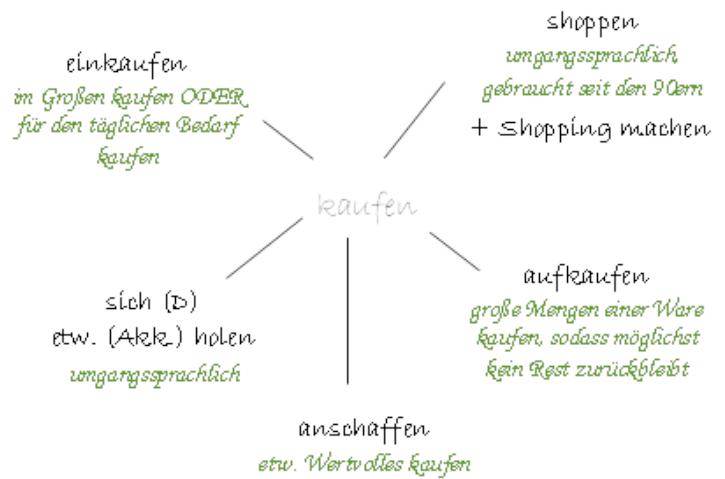 einkaufen
im Großen kaufen ODER
für den täglichen Bedarf
kaufen
shoppen
umgangssprachlich,
gebraucht seit den 90ern
+ Shopping machen
kaufen
sich (D)
etw. (Akk.) holen
umgangssprachlich
aufkaufen
große Mengen einer Ware
kaufen, sodass möglichst
kein Rest zurückbleibt
anschaffen
etw. Wertvolles kaufen